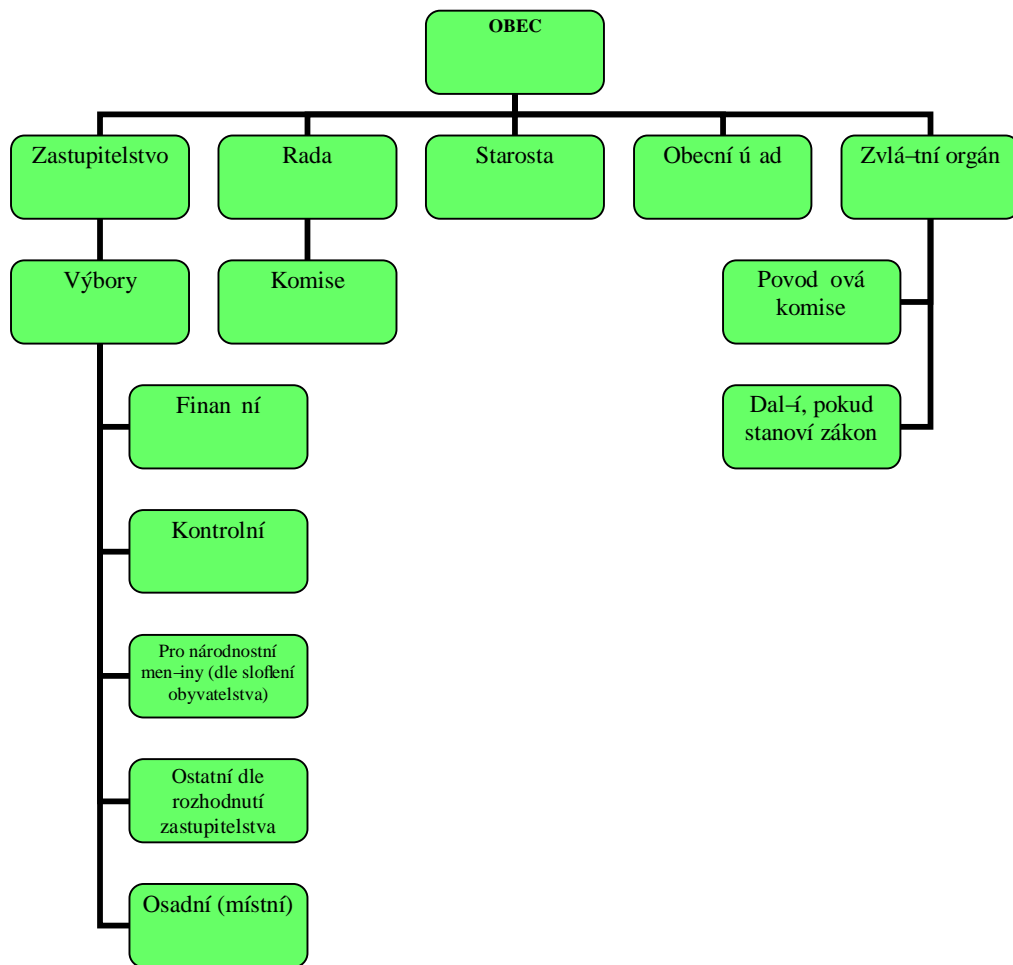 OBEC
Zastupitelstvo
Rada
Starosta
Obecní ú ad
Zvlá–tní orgán
Výbory
Komise
Povod ová
komise
Finan ní
Dal–í, pokud
stanoví zákon
Kontrolní
Pro národnostní
men–iny (dle sloflení
obyvatelstva)
Ostatní dle
rozhodnutí
zastupitelstva
Osadní (místní)